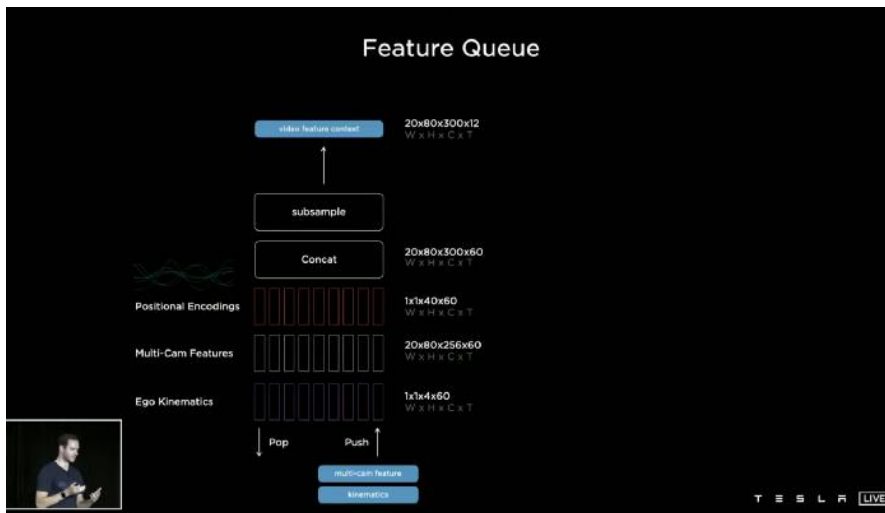 Feature Queue
video feature context
20x80x300x12
W x H x C x T
subsample
Concat
20x80x300x60
W x H x C x T
Positional Encodings
1x1x40x60
W x H x C x T
Multi-Cam Features
20x80x256x60
W x H x C x T
Ego Kinematics
1x1x4x60
W x H x C x T
Pop
Push
multi-cam feature
kinematics
TESLA LIVE